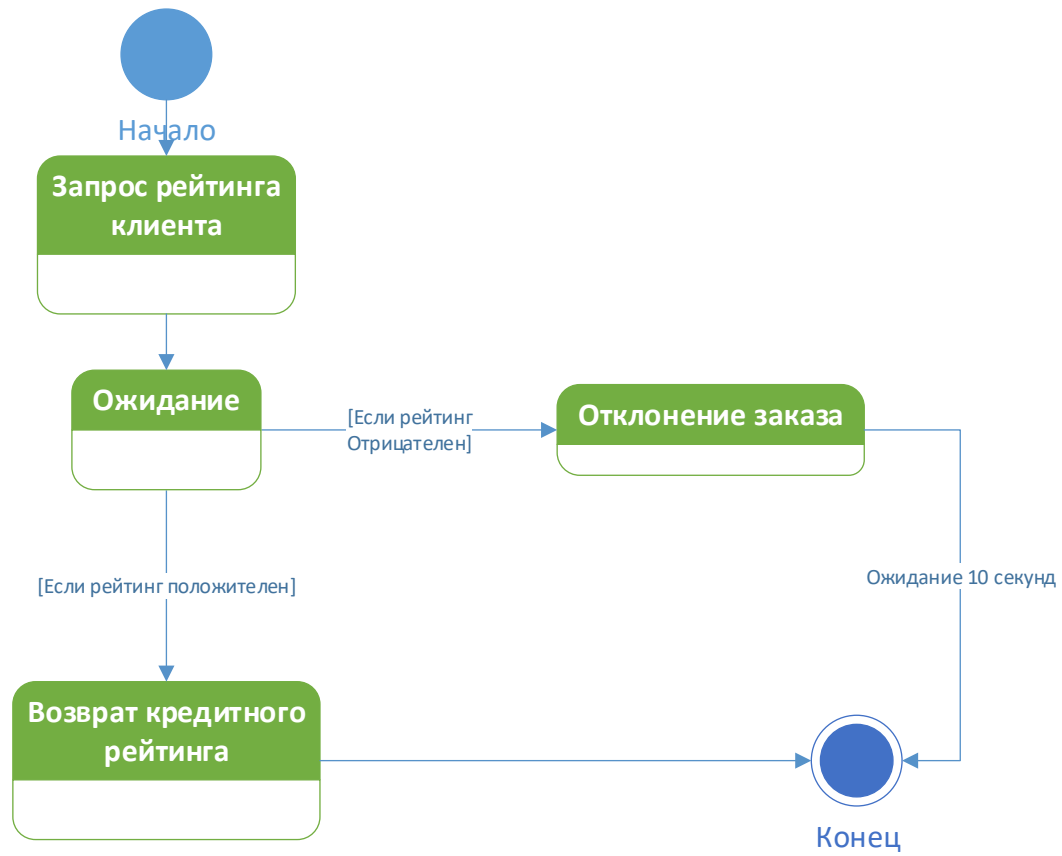 Начало
Запрос рейтинга
клиента
Ожидание
[Если рейтинг
Отрицателен]
Отклонение заказа
[Если рейтинг положителен]
Ожидание 10 секунд
Возврат кредитного
рейтинга
Конец